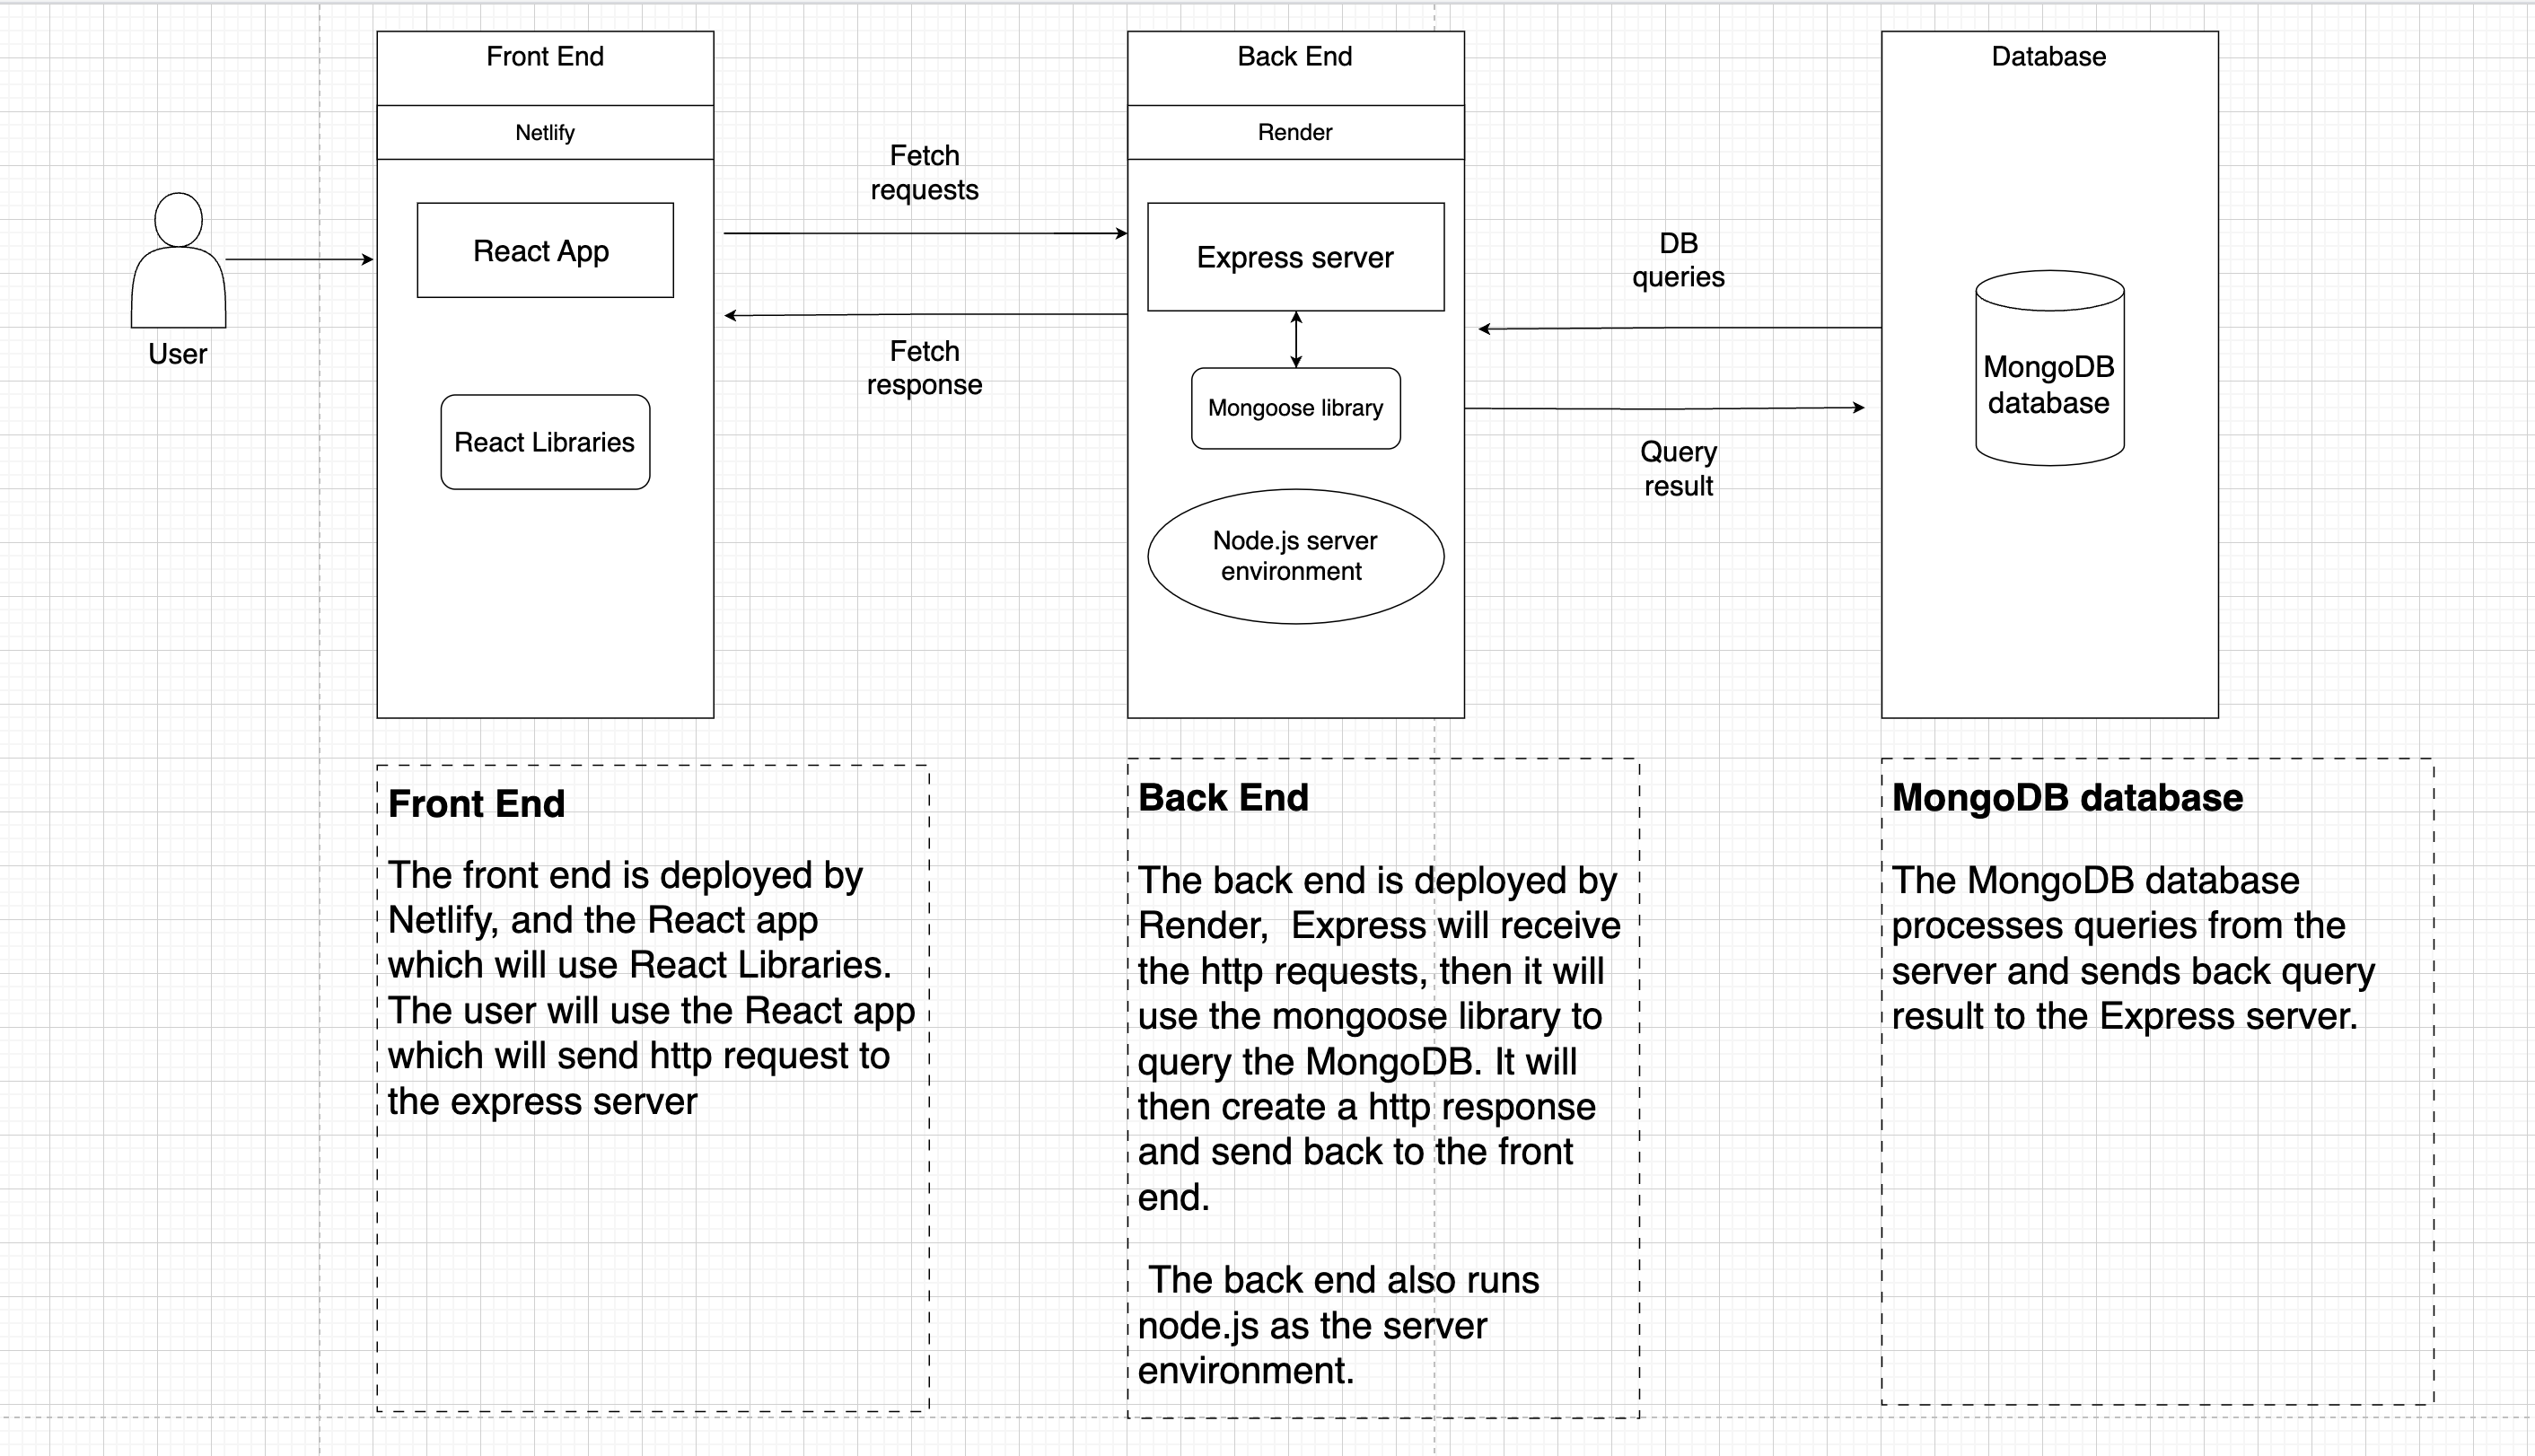 Front End
Netlify
React App
React Libraries
User
Fetch
requests
Fetch
response
Back End
Render
Express server
Mongoose library
Node.js server
environment
DB
queries
Query
result
Database
MongoDB
database
Front End
The front end is deployed by
Netlify, and the React app
which will use React Libraries.
The user will use the React app
which will send http request to
the express server
Back End
The back end is deployed by
Render,  Express will receive
the http requests, then it will
use the mongoose library to
query the MongoDB. It will
then create a http response
and send back to the front
end.
The back end also runs
node.js as the server
environment.
MongoDB database
The MongoDB database
processes queries from the
server and sends back query
result to the Express server.